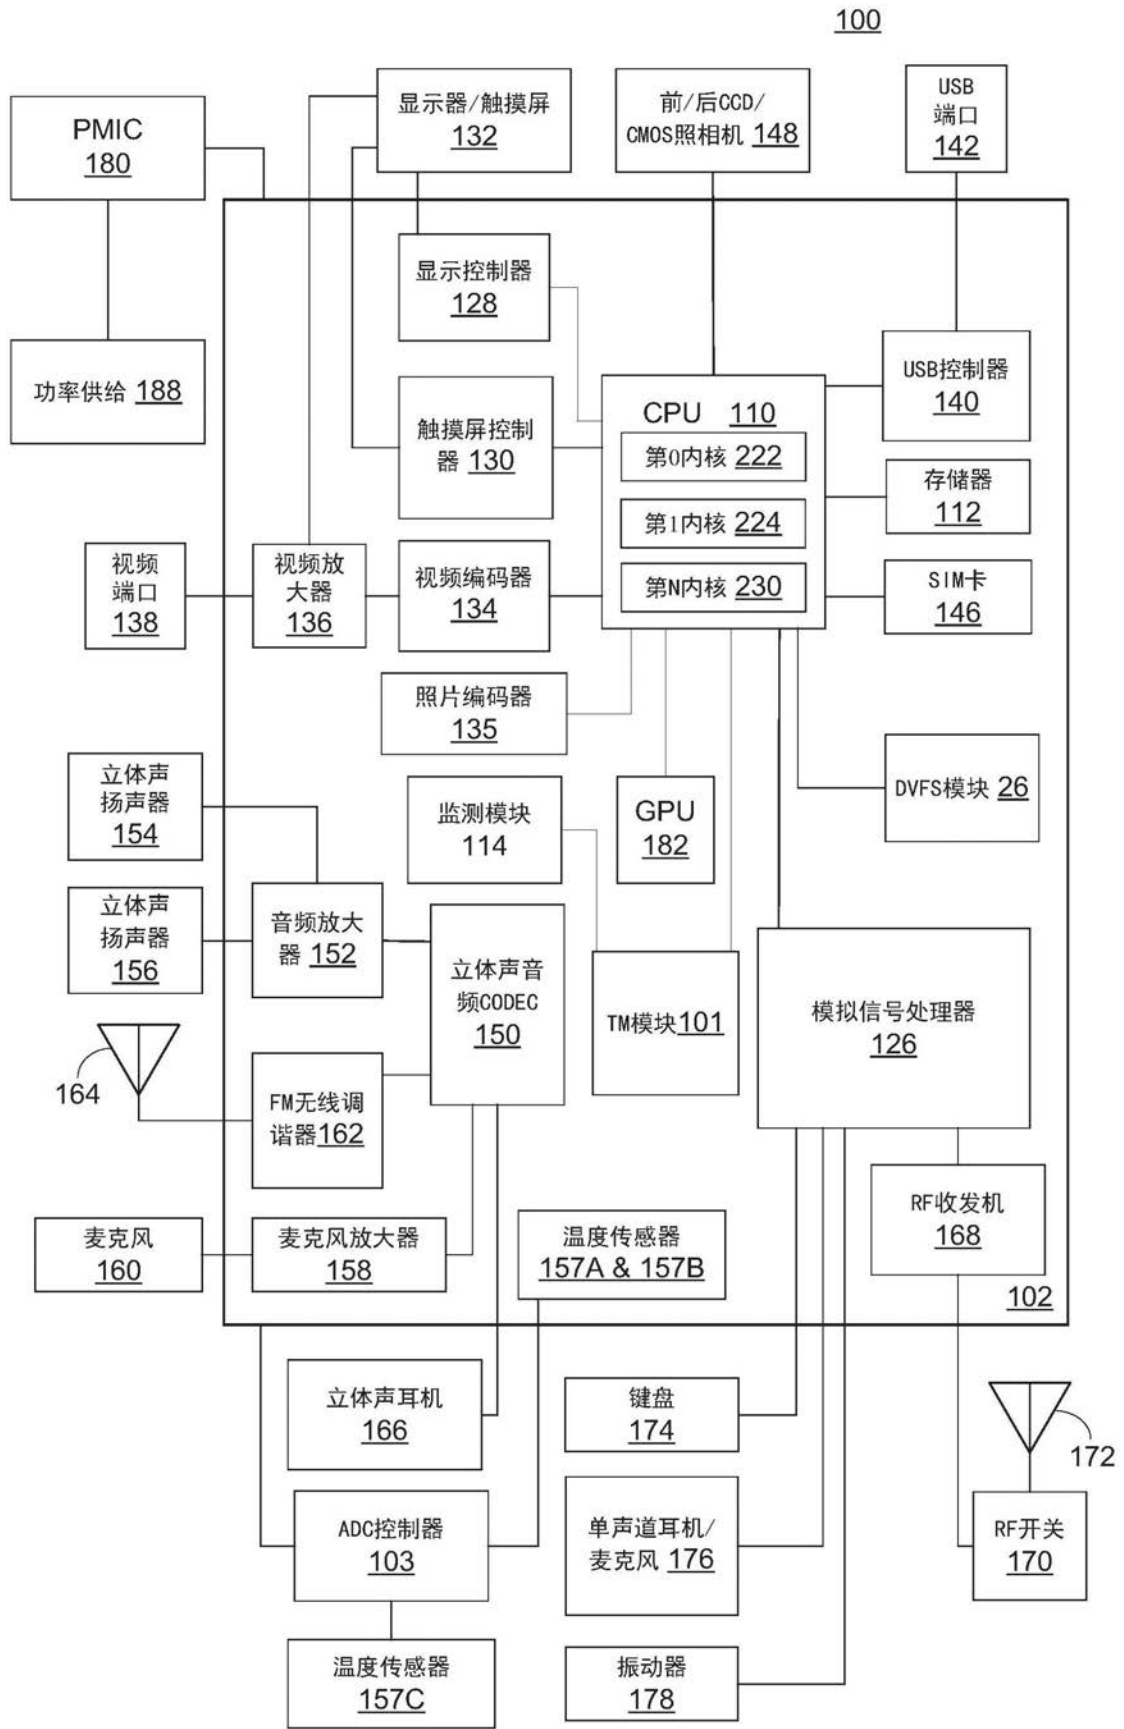 100
PMIC
180
显示器/触摸屏
132
前/后CCD/
CMOS照相机 148
USB
端口
142
显示控制器
128
功率供给 188
触摸屏控制
器 130
CPU 110
第0内核 222
第1内核 224
第N内核 230
USB控制器
140
存储器
112
SIM卡
146
视频
端口
138
视频放
大器
136
视频编码器
134
照片编码器
135
立体声
扬声器
154
监测模块
114
GPU
182
DVFS模块 26
立体声
扬声器
156
音频放大
器 152
立体声音
频CODEC
150
TM模块101
模拟信号处理器
126
164
FM无线调
谐器162
RF收发机
168
麦克风
160
麦克风放大器
158
温度传感器
157A & 157B
102
立体声耳机
166
键盘
174
172
ADC控制器
103
单声道耳机/
麦克风 176
RF开关
170
温度传感器
157C
振动器
178